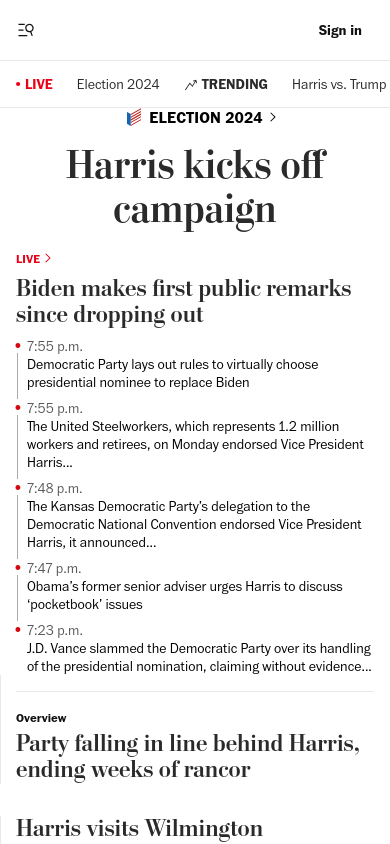 Sign in
LIVE
Election 2024
TRENDING
Harris vs. Trump
ELECTION 2024
Harris kicks off
campaign
LIVE
Biden makes first public remarks
since dropping out
7:55 p.m.
Democratic Party lays out rules to virtually choose
presidential nominee to replace Biden
7:55 p.m.
The United Steelworkers, which represents 1.2 million
workers and retirees, on Monday endorsed Vice President
Harris...
7:48 p.m.
The Kansas Democratic Party’s delegation to the
Democratic National Convention endorsed Vice President
Harris, it announced...
7:47 p.m.
Obama’s former senior adviser urges Harris to discuss
‘pocketbook’ issues
7:23 p.m.
J.D. Vance slammed the Democratic Party over its handling
of the presidential nomination, claiming without evidence...
Overview
Party falling in line behind Harris,
ending weeks of rancor
Harris visits Wilmington